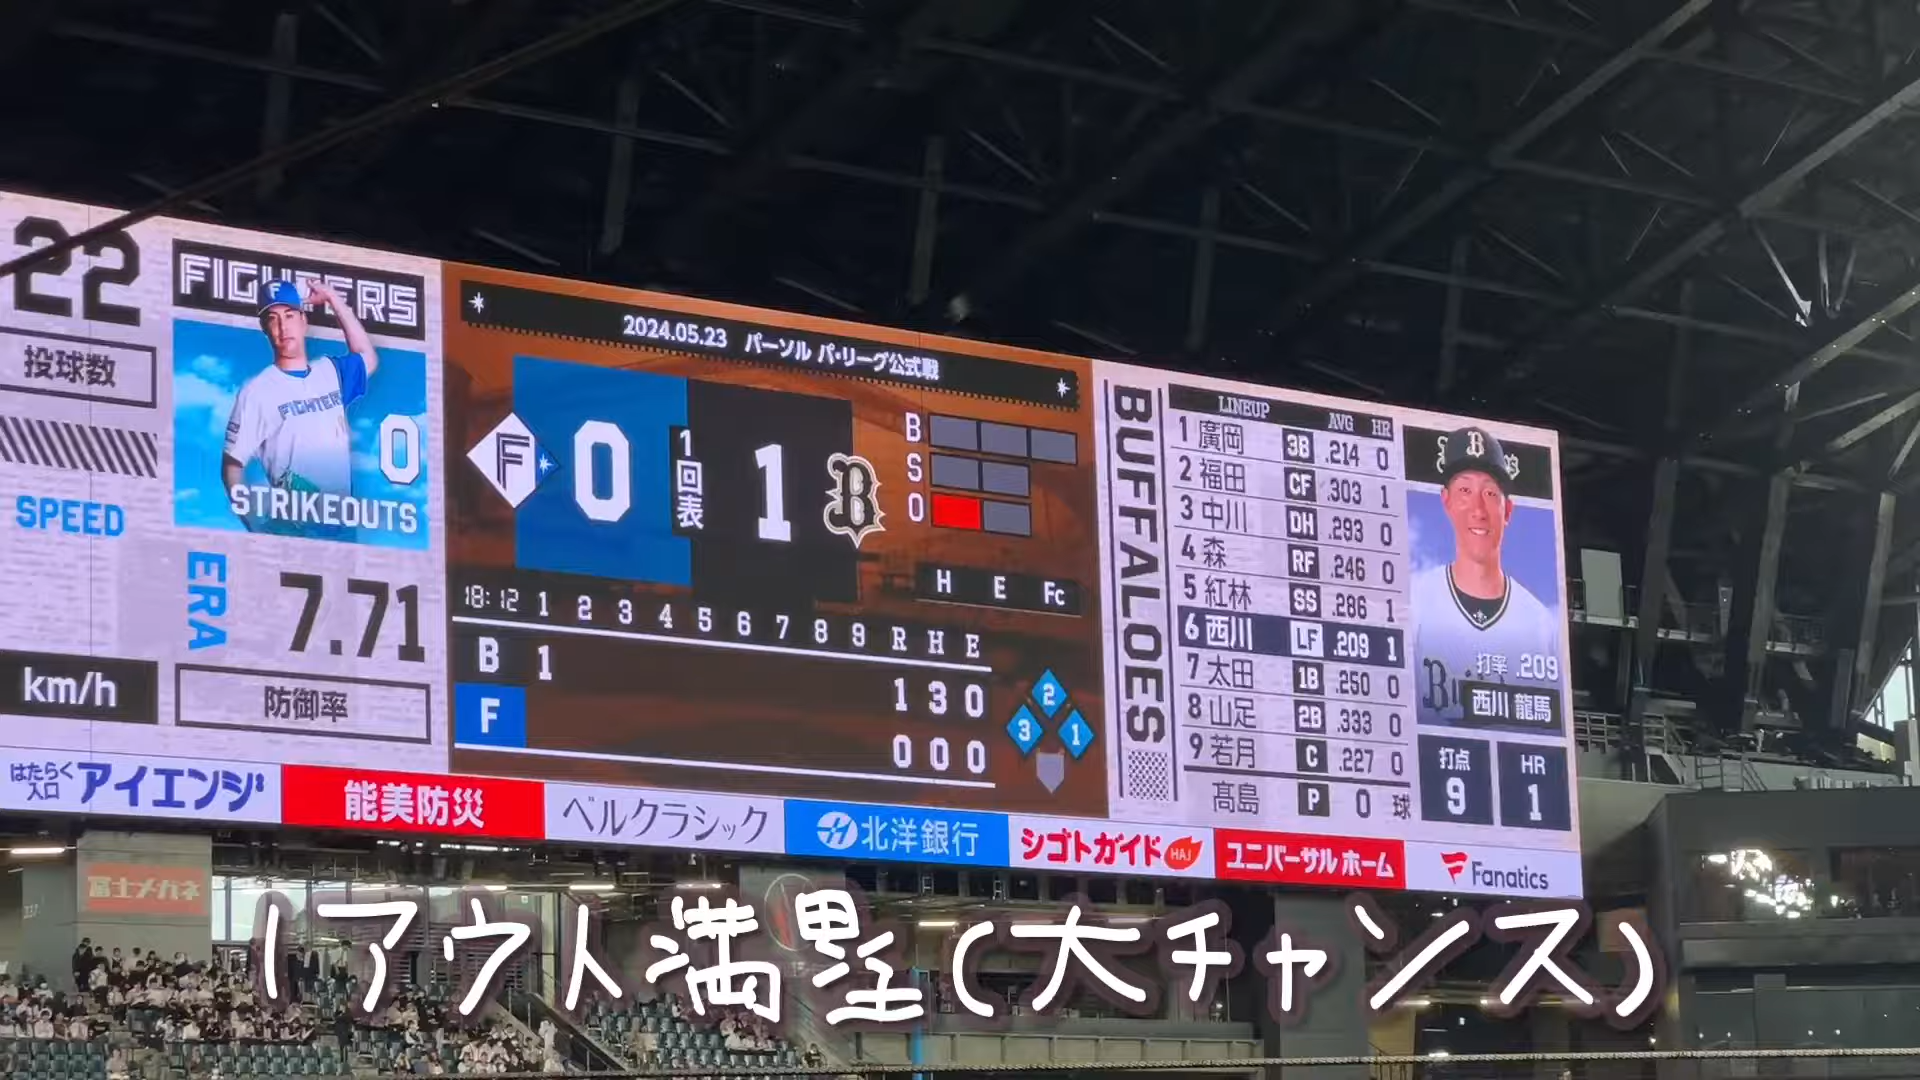 22
投球数
SPEED
km/h
FIGHTERS
FIGHTERS
0
STRIKEOUTS
ERA
7.71
防御率
2024.05.23 パーソル パ・リーグ公式戦
F 0 1回表 1 B
B
S
O
H E Fc
18:12 1 2 3 4 5 6 7 8 9 R H E
B 1 1 3 0
F 0 0 0
2
3 1
BUFFALOES
LINEUP AVG HR
1 廣岡 3B .214 0
2 福田 CF .303 1
3 中川 DH .293 0
4 森 RF .246 0
5 紅林 SS .286 1
6 西川 LF .209 1
7 太田 1B .250 0
8 山足 2B .333 0
9 若月 C .227 0
髙島 P 0 球
打率 .209
西川 龍馬
打点 HR
9 1
はたらく入口 アイエンジ
能美防災
ベルクラシック
北洋銀行
シゴトガイド HAJ
ユニバーサル ホーム
Fanatics
富士メガネ
1アウト満塁(大チャンス)